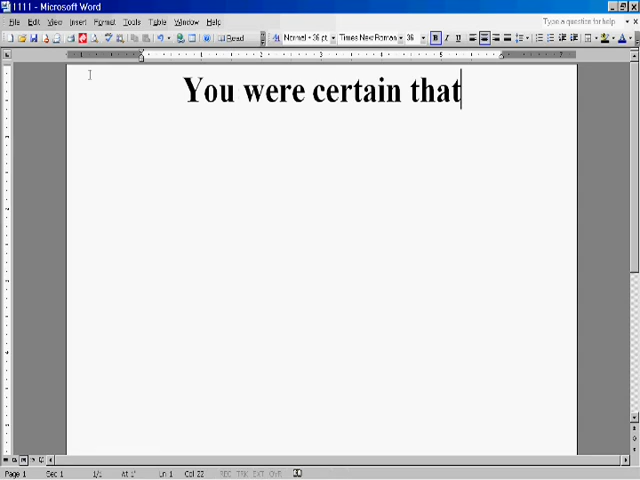 1111 - Microsoft Word
File Edit View Insert Format Tools Table Window Help Type a question for help
Read Normal + 36 pt Times New Roman 36 B I U
You were certain that
Page 1 Sec 1 1/1 At 1" Ln 1 Col 22 REC TRK EXT OVR